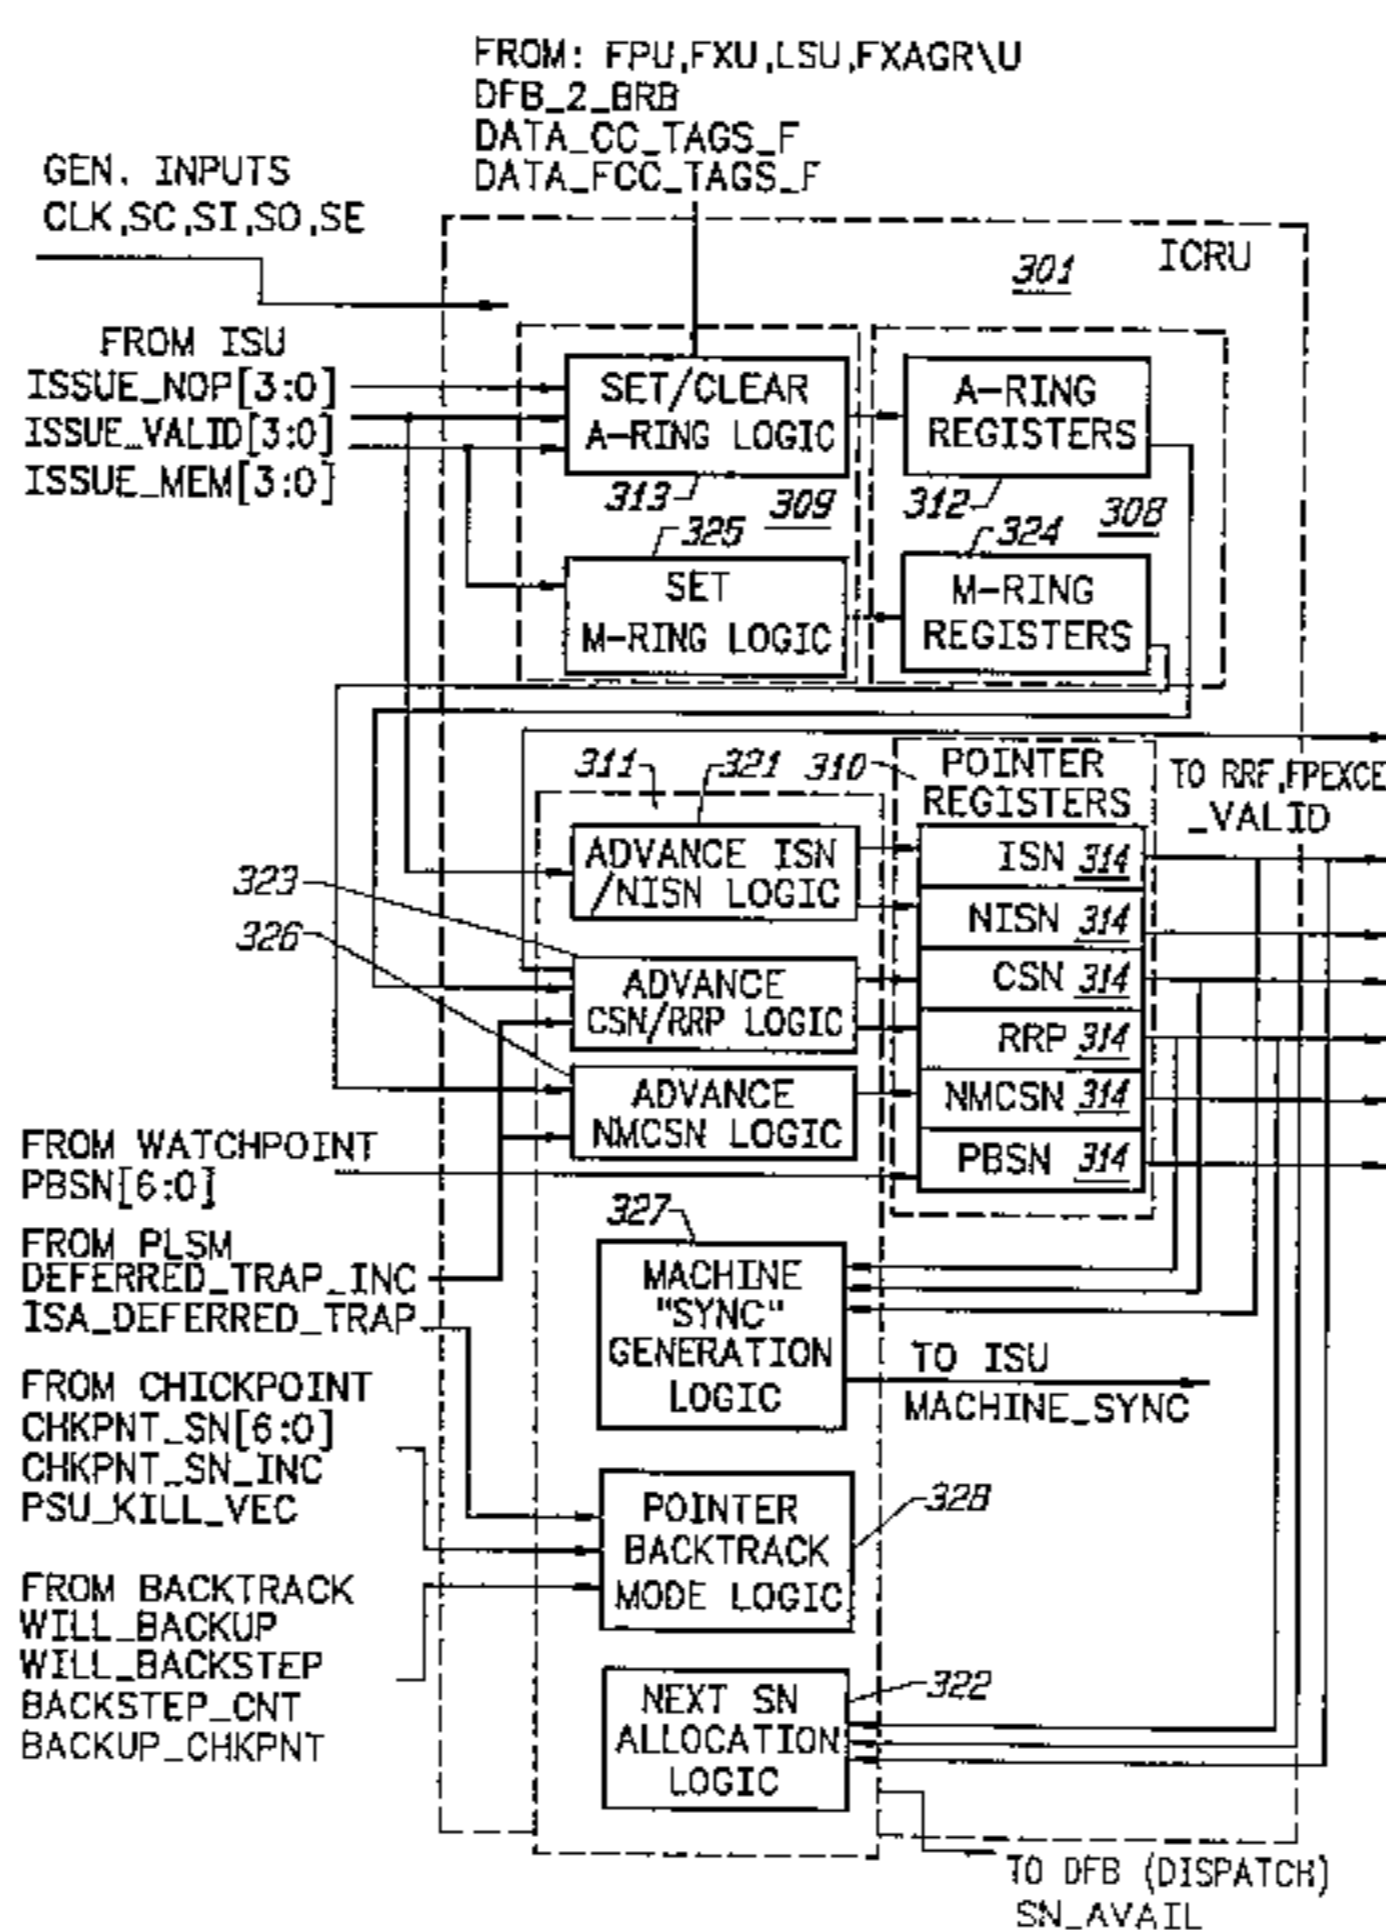 FROM: FPU,FXU,LSU,FXAGR\U
DFB_2_BRB
DATA_CC_TAGS_F
DATA_FCC_TAGS_F
GEN. INPUTS
CLK,SC,SI,SO,SE
ICRU
301
FROM ISU
ISSUE_NOP[3:0]
ISSUE_VALID[3:0]
ISSUE_MEM[3:0]
SET/CLEAR
A-RING LOGIC
313
309
A-RING
REGISTERS
312
308
325
SET
M-RING LOGIC
324
M-RING
REGISTERS
311
321
310
POINTER
REGISTERS
TO RRF,FPEXCE
_VALID
ADVANCE ISN
/NISN LOGIC
ISN 314
NISN 314
323
326
ADVANCE
CSN/RRP LOGIC
CSN 314
RRP 314
ADVANCE
NMCSN LOGIC
NMCSN 314
PBSN 314
FROM WATCHPOINT
PBSN[6:0]
FROM PLSM
DEFERRED_TRAP_INC
ISA_DEFERRED_TRAP
327
MACHINE
"SYNC"
GENERATION
LOGIC
TO ISU
MACHINE_SYNC
FROM CHICKPOINT
CHKPNT_SN[6:0]
CHKPNT_SN_INC
PSU_KILL_VEC
POINTER
BACKTRACK
MODE LOGIC
328
FROM BACKTRACK
WILL_BACKUP
WILL_BACKSTEP
BACKSTEP_CNT
BACKUP_CHKPNT
NEXT SN
ALLOCATION
LOGIC
322
TO DFB (DISPATCH)
SN_AVAIL